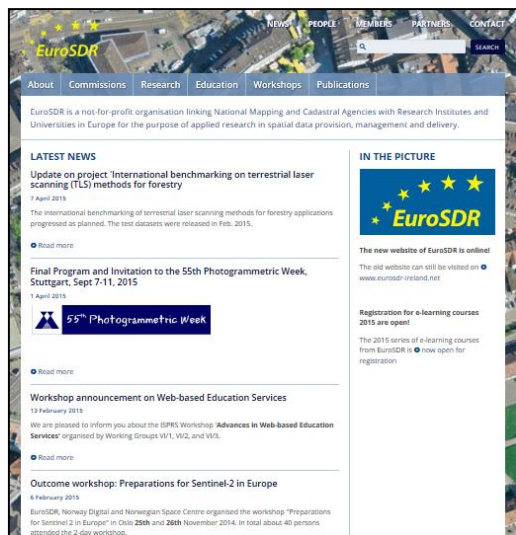 NEWS PEOPLE MEMBERS PARTNERS CONTACT
EuroSDR
SEARCH
About Commissions Research Education Workshops Publications
EuroSDR is a not-for-profit organisation linking National Mapping and Cadastral Agencies with Research Institutes and
Universities in Europe for the purpose of applied research in spatial data provision, management and delivery.
LATEST NEWS
Update on project 'International benchmarking on terrestrial laser
scanning (TLS) methods for forestry
7 April 2015
The international benchmarking of terrestrial laser scanning methods for forestry applications
progressed as planned. The test datasets were released in Feb. 2015.
Read more
Final Program and Invitation to the 55th Photogrammetric Week,
Stuttgart, Sept 7-11, 2015
1 April 2015
55th Photogrammetric Week
Read more
Workshop announcement on Web-based Education Services
13 February 2015
We are pleased to inform you about the ISPRS Workshop 'Advances in Web-based Education
Services' organised by Working Groups VI/1, VI/2, and VI/3.
Read more
Outcome workshop: Preparations for Sentinel-2 in Europe
6 February 2015
EuroSDR, Norway Digital and Norwegian Space Centre organised the workshop "Preparations
for Sentinel 2 in Europe" in Oslo 25th and 26th November 2014. In total about 40 persons
attended the 2-day workshop.
IN THE PICTURE
EuroSDR
The new website of EuroSDR is online!
The old website can still be visited on
www.eurosdr-ireland.net
Registration for e-learning courses
2015 are open!
The 2015 series of e-learning courses
from EuroSDR is now open for
registration